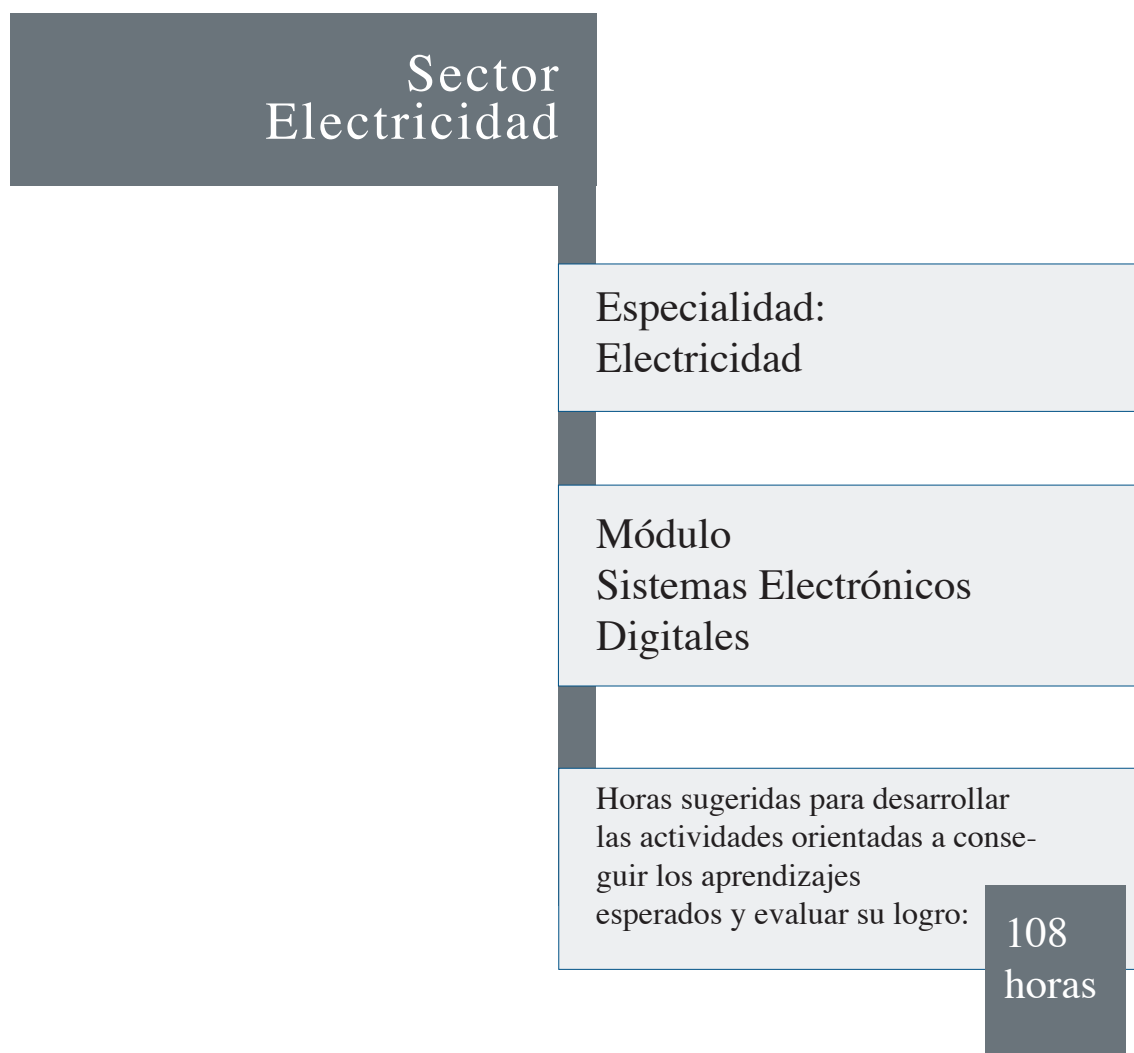 Sector
Electricidad
Especialidad:
Electricidad
Módulo
Sistemas Electrónicos
Digitales
Horas sugeridas para desarrollar
las actividades orientadas a conse-
guir los aprendizajes
esperados y evaluar su logro:
108
horas